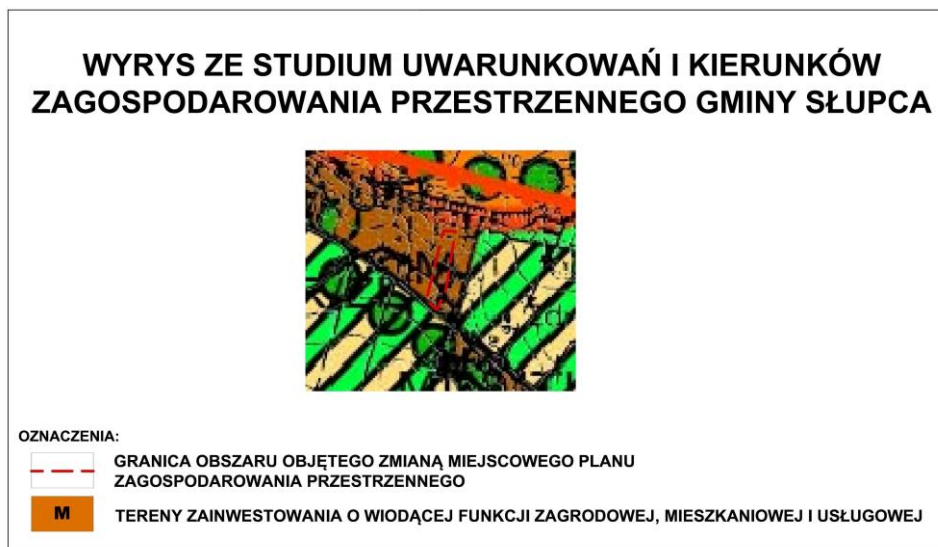 WYRYS ZE STUDIUM UWARUNKOWAŃ I KIERUNKÓW
ZAGOSPODAROWANIA PRZESTRZENNEGO GMINY SŁUPCA
OZNACZENIA:
GRANICA OBSZARU OBJĘTEGO ZMIANĄ MIEJSCOWEGO PLANU
ZAGOSPODAROWANIA PRZESTRZENNEGO
M TERENY ZAINWESTOWANIA O WIODĄCEJ FUNKCJI ZAGRODOWEJ, MIESZKANIOWEJ I USŁUGOWEJ